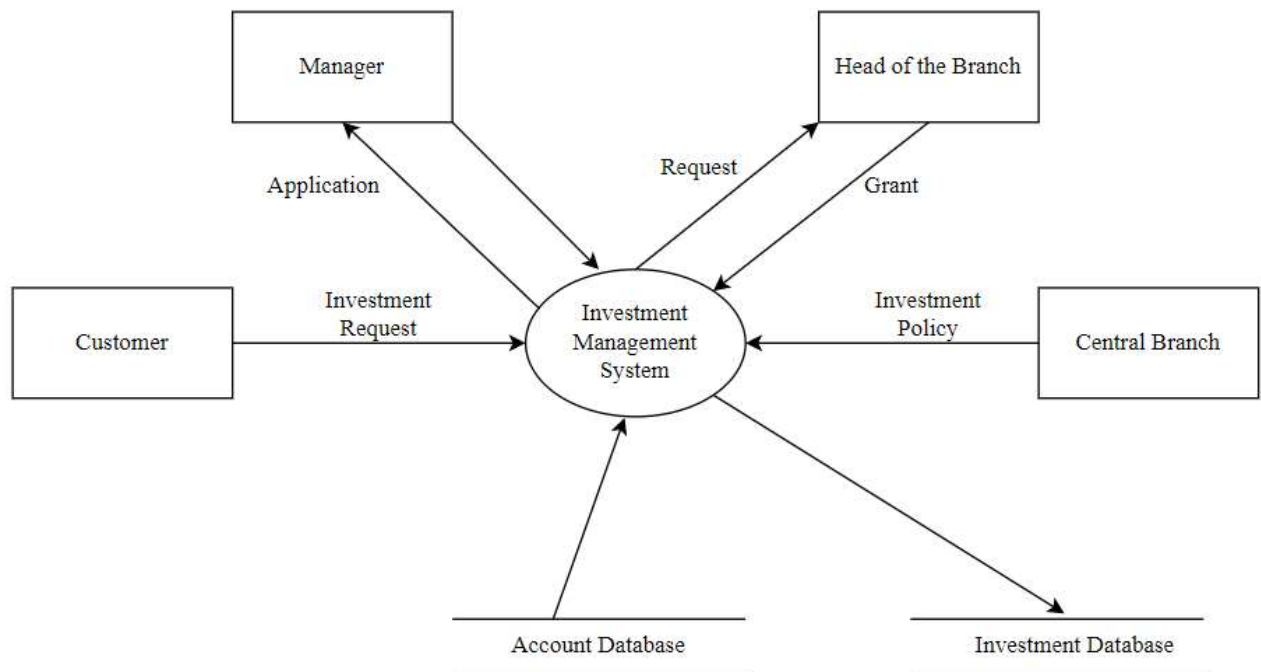 Manager
Head of the Branch
Request
Application
Grant
Investment
Request
Investment
Policy
Customer
Investment
Management
System
Central Branch
Account Database
Investment Database